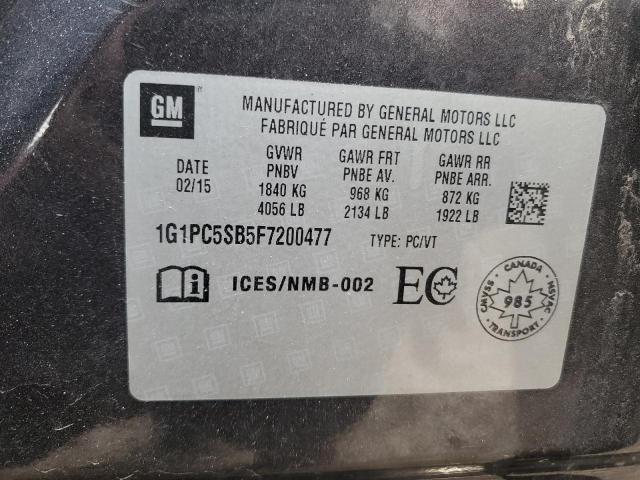 GM
MANUFACTURED BY GENERAL MOTORS LLC
FABRIQUÉ PAR GENERAL MOTORS LLC
DATE
02/15
GVWR
PNBV
1840 KG
4056 LB
GAWR FRT
PNBE AV.
968 KG
2134 LB
GAWR RR
PNBE ARR.
872 KG
1922 LB
1G1PC5SB5F7200477 TYPE: PC/VT
ICES/NMB-002 EC
CANADA
CMVSS 985 NSVAC
TRANSPORT